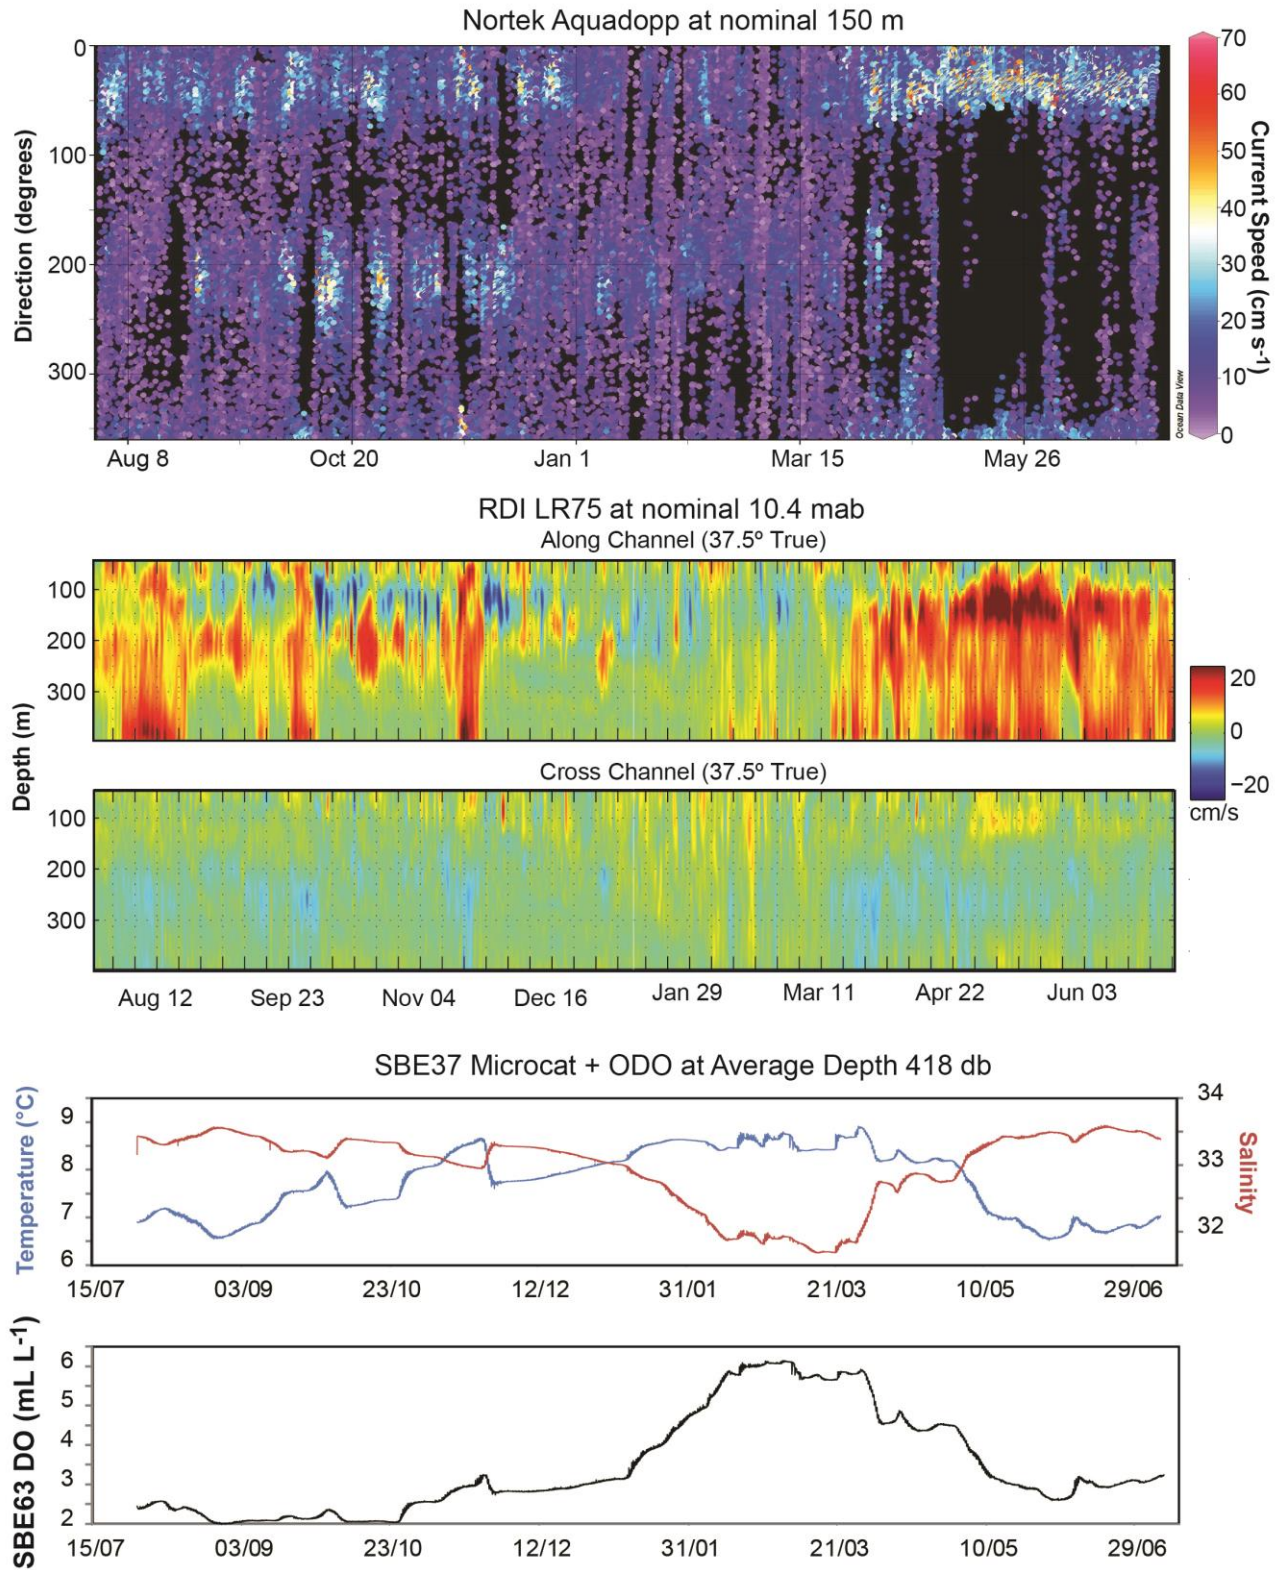 Nortek Aquadopp at nominal 150 m
Direction (degrees)
0
100
200
300
Aug 8 Oct 20 Jan 1 Mar 15 May 26
Ocean Data View
70
60
50
40
30
20
10
0
Current Speed (cm s-1)
RDI LR75 at nominal 10.4 mab
Along Channel (37.5º True)
100
200
300
Depth (m)
20
0
−20
cm/s
Cross Channel (37.5º True)
100
200
300
Aug 12 Sep 23 Nov 04 Dec 16 Jan 29 Mar 11 Apr 22 Jun 03
SBE37 Microcat + ODO at Average Depth 418 db
Temperature (°C)
9
8
7
6
34
33
32
Salinity
15/07 03/09 23/10 12/12 31/01 21/03 10/05 29/06
SBE63 DO (mL L-1)
6
5
4
3
2
15/07 03/09 23/10 12/12 31/01 21/03 10/05 29/06